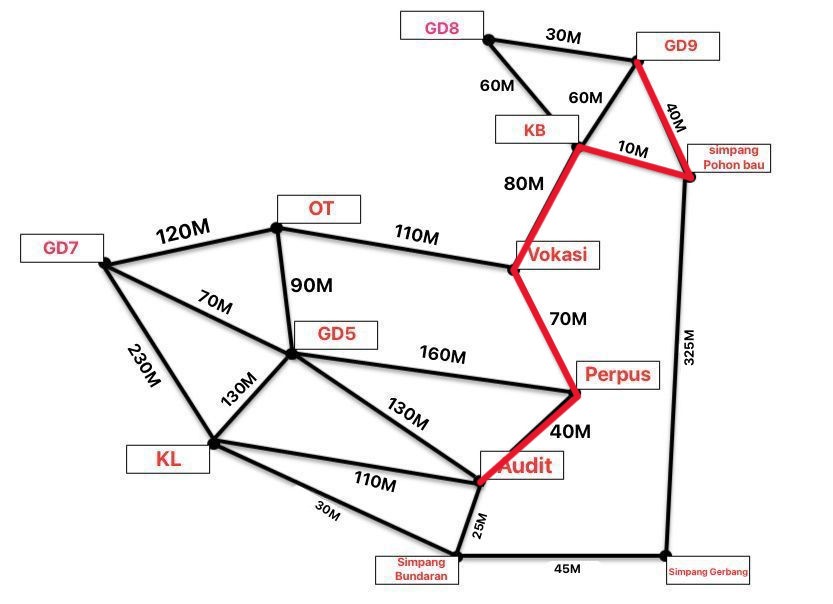 GD8
30M
GD9
60M
60M
40M
KB
10M
simpang
Pohon bau
80M
OT
120M
110M
GD7
Vokasi
90M
70M
GD5
70M
325M
160M
230M
130M
Perpus
130M
40M
KL
Audit
110M
30M
25M
Simpang
Bundaran
45M
Simpang Gerbang